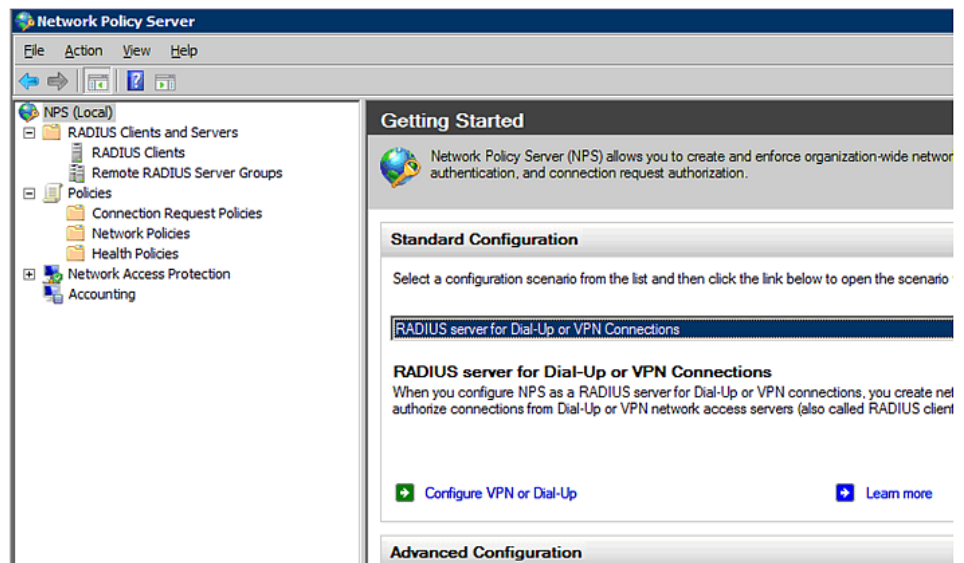 Network Policy Server
File Action View Help
NPS (Local)
RADIUS Clients and Servers
RADIUS Clients
Remote RADIUS Server Groups
Policies
Connection Request Policies
Network Policies
Health Policies
Network Access Protection
Accounting
Getting Started
Network Policy Server (NPS) allows you to create and enforce organization-wide networ
authentication, and connection request authorization.
Standard Configuration
Select a configuration scenario from the list and then click the link below to open the scenario
RADIUS server for Dial-Up or VPN Connections
RADIUS server for Dial-Up or VPN Connections
When you configure NPS as a RADIUS server for Dial-Up or VPN connections, you create net
authorize connections from Dial-Up or VPN network access servers (also called RADIUS client
Configure VPN or Dial-Up
Learn more
Advanced Configuration